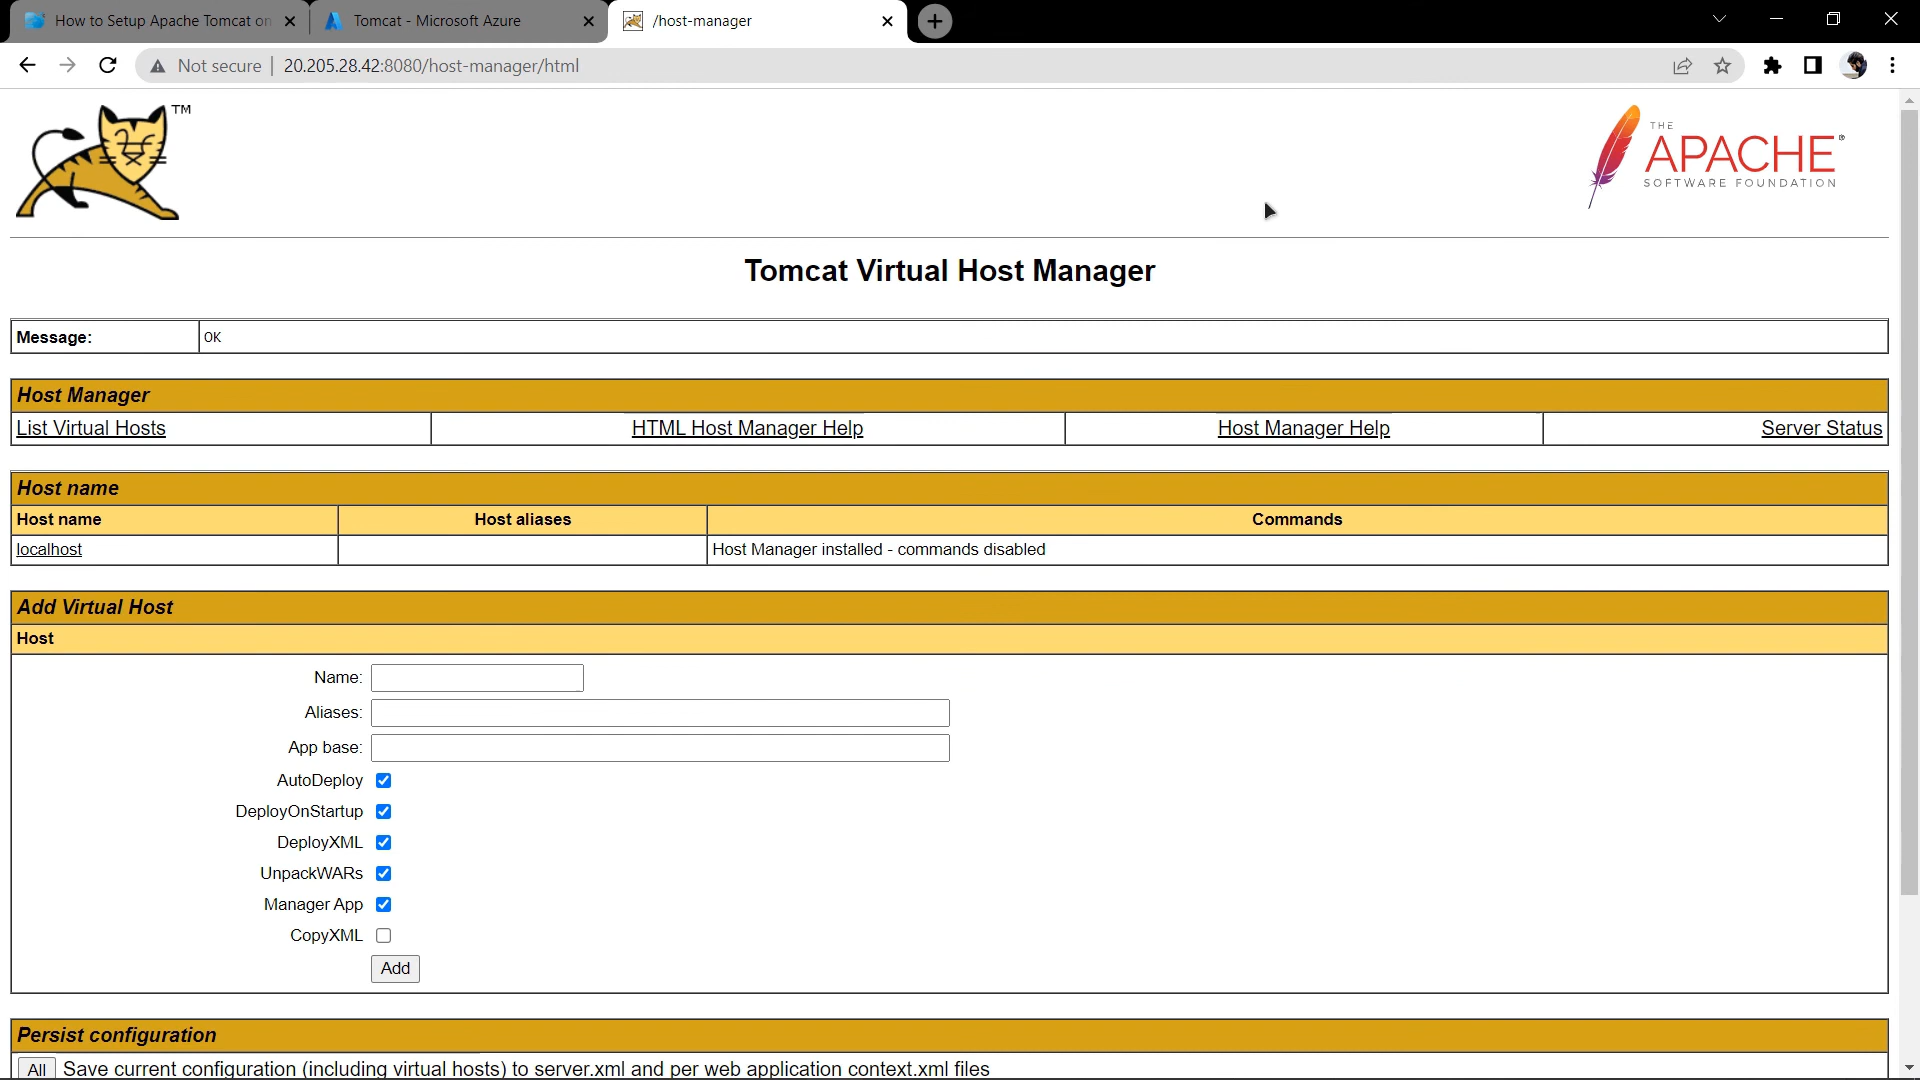 How to Setup Apache Tomcat on
Tomcat - Microsoft Azure
/host-manager
Not secure
20.205.28.42:8080/host-manager/html
TM
THE
APACHE®
SOFTWARE FOUNDATION
Tomcat Virtual Host Manager
Message: OK
Host Manager
List Virtual Hosts HTML Host Manager Help Host Manager Help Server Status
Host name
Host name Host aliases Commands
localhost Host Manager installed - commands disabled
Add Virtual Host
Host
Name:
Aliases:
App base:
AutoDeploy
DeployOnStartup
DeployXML
UnpackWARs
Manager App
CopyXML
Add
Persist configuration
All Save current configuration (including virtual hosts) to server.xml and per web application context.xml files